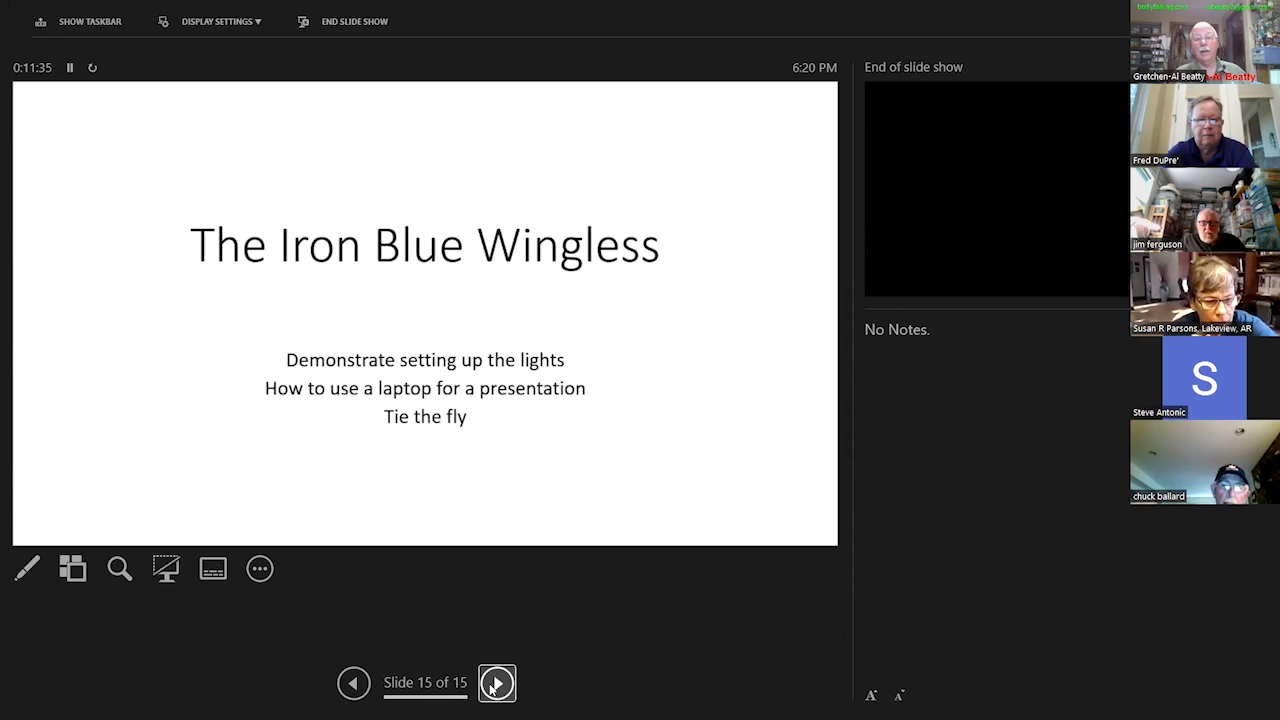 SHOW TASKBAR
DISPLAY SETTINGS ▼
END SLIDE SHOW
0:11:35
6:20 PM
End of slide show
The Iron Blue Wingless
Demonstrate setting up the lights
How to use a laptop for a presentation
Tie the fly
No Notes.
Slide 15 of 15
A A
Gretchen-Al Beatty
-Al Beatty
Fred DuPre'
jim ferguson
Susan R Parsons, Lakeview, AR
S
Steve Antonic
chuck ballard